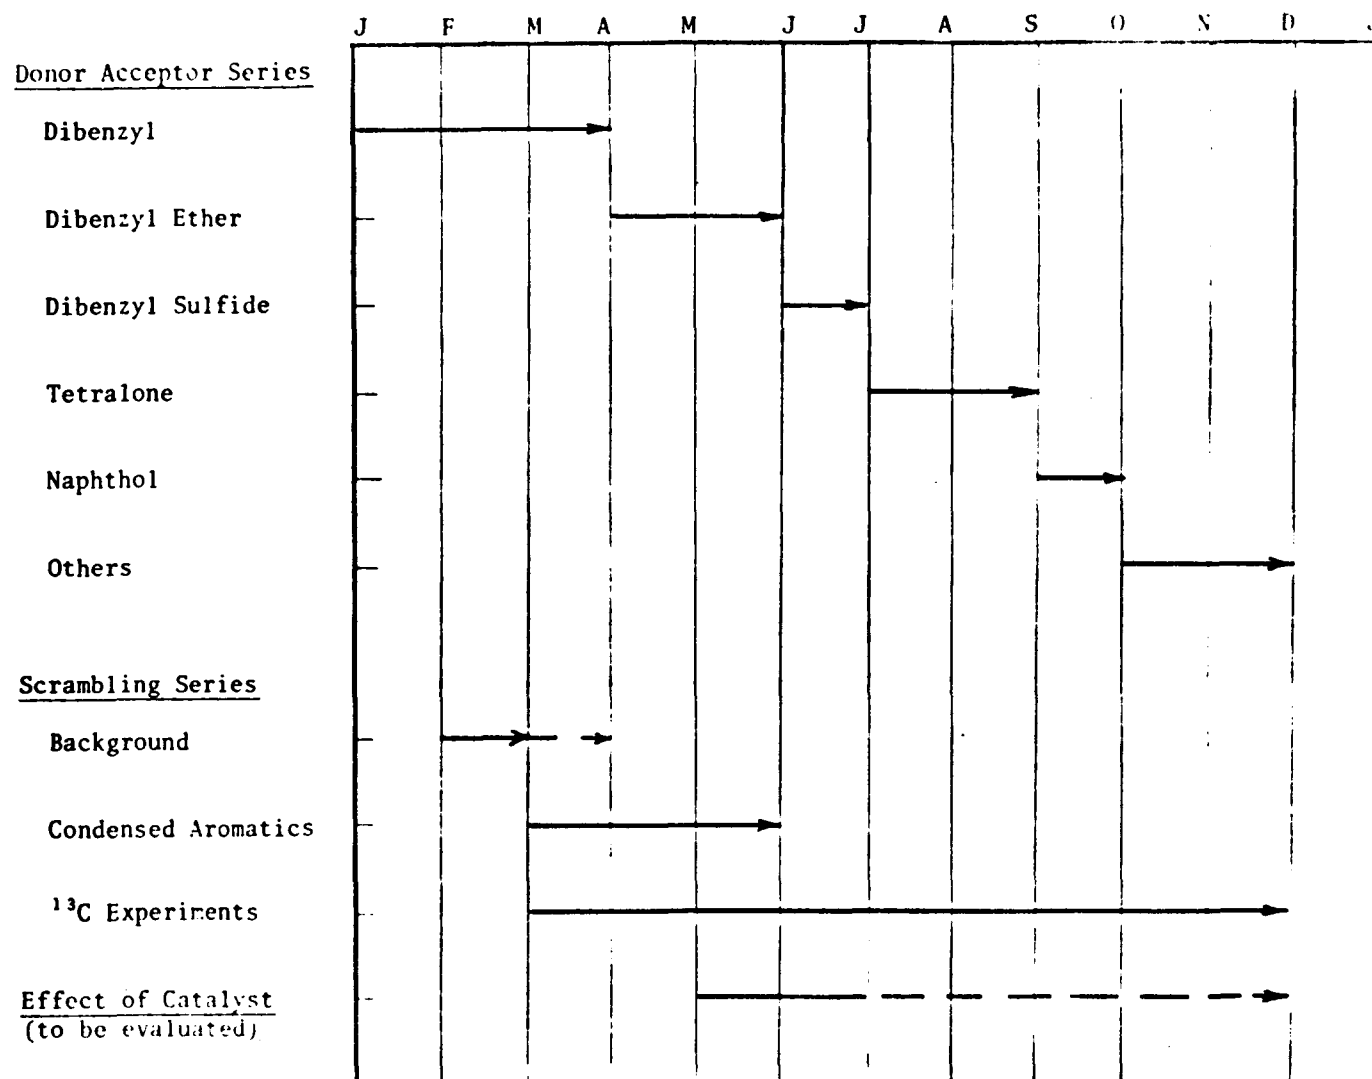 J F M A M J J A S O N D J
Donor Acceptor Series
Dibenzyl
Dibenzyl Ether
Dibenzyl Sulfide
Tetralone
Naphthol
Others
Scrambling Series
Background
Condensed Aromatics
¹³C Experiments
Effect of Catalyst
(to be evaluated)